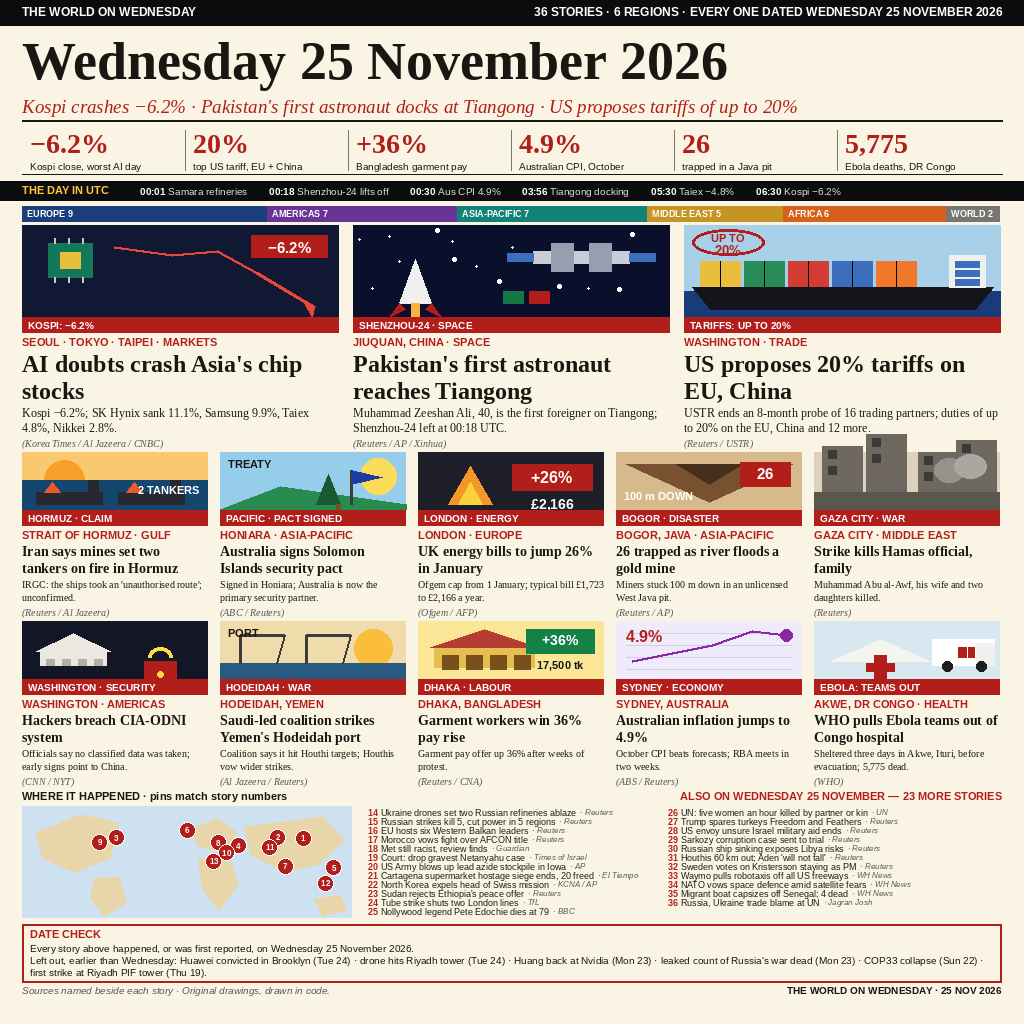 THE WORLD ON WEDNESDAY
36 STORIES · 6 REGIONS · EVERY ONE DATED WEDNESDAY 25 NOVEMBER 2026
Wednesday 25 November 2026
Kospi crashes −6.2% · Pakistan's first astronaut docks at Tiangong · US proposes tariffs of up to 20%
−6.2%
Kospi close, worst AI day
20%
top US tariff, EU + China
+36%
Bangladesh garment pay
4.9%
Australian CPI, October
26
trapped in a Java pit
5,775
Ebola deaths, DR Congo
THE DAY IN UTC
00:01 Samara refineries
00:18 Shenzhou-24 lifts off
00:30 Aus CPI 4.9%
03:56 Tiangong docking
05:30 Taiex −4.8%
06:30 Kospi −6.2%
EUROPE 9
AMERICAS 7
ASIA-PACIFIC 7
MIDDLE EAST 5
AFRICA 6
WORLD 2
−6.2%
KOSPI: −6.2%
SEOUL · TOKYO · TAIPEI · MARKETS
AI doubts crash Asia's chip
stocks
Kospi −6.2%; SK Hynix sank 11.1%, Samsung 9.9%, Taiex
4.8%, Nikkei 2.8%.
(Korea Times / Al Jazeera / CNBC)
SHENZHOU-24 · SPACE
JIUQUAN, CHINA · SPACE
Pakistan's first astronaut
reaches Tiangong
Muhammad Zeeshan Ali, 40, is the first foreigner on Tiangong;
Shenzhou-24 left at 00:18 UTC.
(Reuters / AP / Xinhua)
UP TO
20%
TARIFFS: UP TO 20%
WASHINGTON · TRADE
US proposes 20% tariffs on
EU, China
USTR ends an 8-month probe of 16 trading partners; duties of up
to 20% on the EU, China and 12 more.
(Reuters / USTR)
2 TANKERS
HORMUZ · CLAIM
STRAIT OF HORMUZ · GULF
Iran says mines set two
tankers on fire in Hormuz
IRGC: the ships took an 'unauthorised route';
unconfirmed.
(Reuters / Al Jazeera)
TREATY
PACIFIC · PACT SIGNED
HONIARA · ASIA-PACIFIC
Australia signs Solomon
Islands security pact
Signed in Honiara; Australia is now the
primary security partner.
(ABC / Reuters)
+26%
£2,166
LONDON · ENERGY
LONDON · EUROPE
UK energy bills to jump 26%
in January
Ofgem cap from 1 January; typical bill £1,723
to £2,166 a year.
(Ofgem / AFP)
26
100 m DOWN
BOGOR · DISASTER
BOGOR, JAVA · ASIA-PACIFIC
26 trapped as river floods a
gold mine
Miners stuck 100 m down in an unlicensed
West Java pit.
(Reuters / AP)
GAZA CITY · WAR
GAZA CITY · MIDDLE EAST
Strike kills Hamas official,
family
Muhammad Abu al-Awf, his wife and two
daughters killed.
(Reuters)
WASHINGTON · SECURITY
WASHINGTON · AMERICAS
Hackers breach CIA-ODNI
system
Officials say no classified data was taken;
early signs point to China.
(CNN / NYT)
PORT
HODEIDAH · WAR
HODEIDAH, YEMEN
Saudi-led coalition strikes
Yemen's Hodeidah port
Coalition says it hit Houthi targets; Houthis
vow wider strikes.
(Al Jazeera / Reuters)
+36%
17,500 tk
DHAKA · LABOUR
DHAKA, BANGLADESH
Garment workers win 36%
pay rise
Garment pay offer up 36% after weeks of
protest.
(Reuters / CNA)
4.9%
SYDNEY · ECONOMY
SYDNEY, AUSTRALIA
Australian inflation jumps to
4.9%
October CPI beats forecasts; RBA meets in
two weeks.
(ABS / Reuters)
EBOLA: TEAMS OUT
AKWE, DR CONGO · HEALTH
WHO pulls Ebola teams out of
Congo hospital
Sheltered three days in Akwe, Ituri, before
evacuation; 5,775 dead.
(WHO)
WHERE IT HAPPENED · pins match story numbers
9
3
6
8
4
10
13
2
11
1
7
5
12
ALSO ON WEDNESDAY 25 NOVEMBER — 23 MORE STORIES
14 Ukraine drones set two Russian refineries ablaze · Reuters
15 Russian strikes kill 5, cut power in 5 regions · Reuters
16 EU hosts six Western Balkan leaders · Reuters
17 Morocco vows fight over AFCON title · Reuters
18 Met still racist, review finds · Guardian
19 Court: drop gravest Netanyahu case · Times of Israel
20 US Army blows up lead azide stockpile in Iowa · AP
21 Cartagena supermarket hostage siege ends, 20 freed · El Tiempo
22 North Korea expels head of Swiss mission · KCNA / AP
23 Sudan rejects Ethiopia's peace offer · Reuters
24 Tube strike shuts two London lines · TfL
25 Nollywood legend Pete Edochie dies at 79 · BBC
26 UN: five women an hour killed by partner or kin · UN
27 Trump spares turkeys Freedom and Feathers · Reuters
28 US envoy unsure Israel military aid ends · Reuters
29 Sarkozy corruption case sent to trial · Reuters
30 Russian ship sinking exposes Libya risks · Reuters
31 Houthis 60 km out; Aden 'will not fall' · Reuters
32 Sweden votes on Kristersson staying as PM · Reuters
33 Waymo pulls robotaxis off all US freeways · WH News
34 NATO vows space defence amid satellite fears · WH News
35 Migrant boat capsizes off Senegal; 4 dead · WH News
36 Russia, Ukraine trade blame at UN · Jagran Josh
DATE CHECK
Every story above happened, or was first reported, on Wednesday 25 November 2026.
Left out, earlier than Wednesday: Huawei convicted in Brooklyn (Tue 24) · drone hits Riyadh tower (Tue 24) · Huang back at Nvidia (Mon 23) · leaked count of Russia's war dead (Mon 23) · COP33 collapse (Sun 22) ·
first strike at Riyadh PIF tower (Thu 19).
Sources named beside each story · Original drawings, drawn in code.
THE WORLD ON WEDNESDAY · 25 NOV 2026